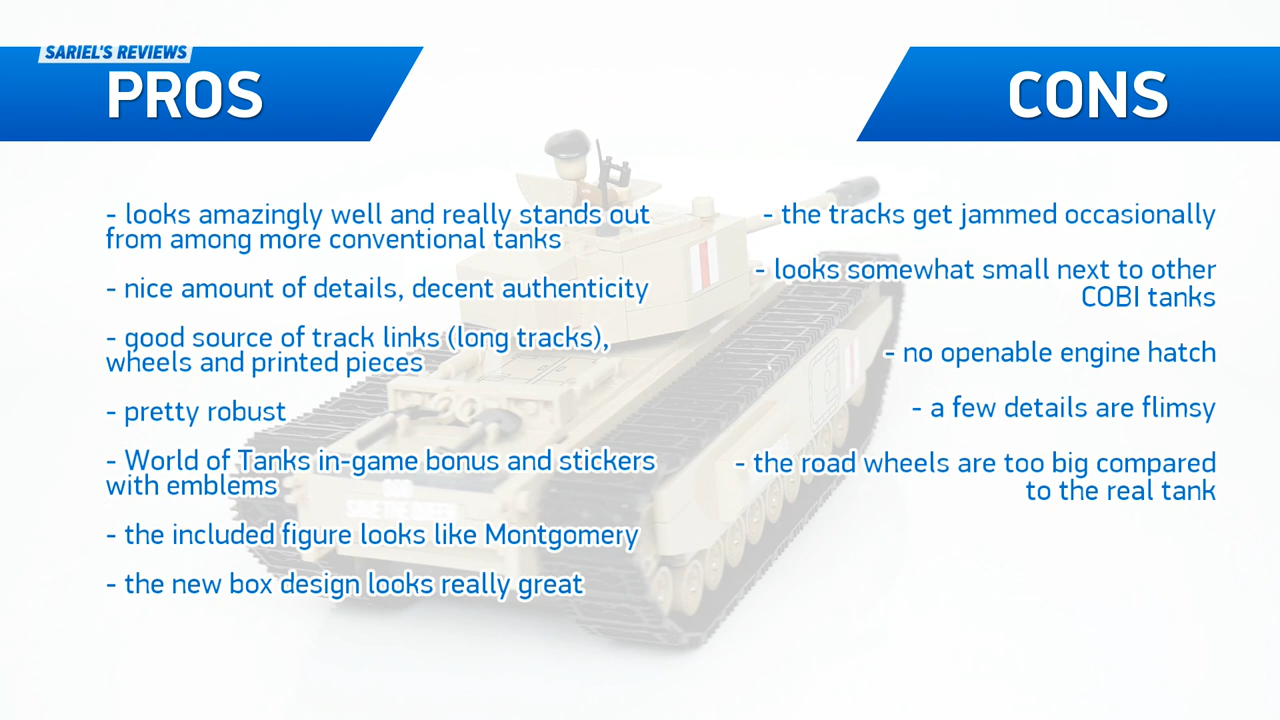 SARIEL'S REVIEWS
PROS
- looks amazingly well and really stands out
from among more conventional tanks
- nice amount of details, decent authenticity
- good source of track links (long tracks),
wheels and printed pieces
- pretty robust
- World of Tanks in-game bonus and stickers
with emblems
- the included figure looks like Montgomery
- the new box design looks really great
CONS
- the tracks get jammed occasionally
- looks somewhat small next to other
COBI tanks
- no openable engine hatch
- a few details are flimsy
- the road wheels are too big compared
to the real tank